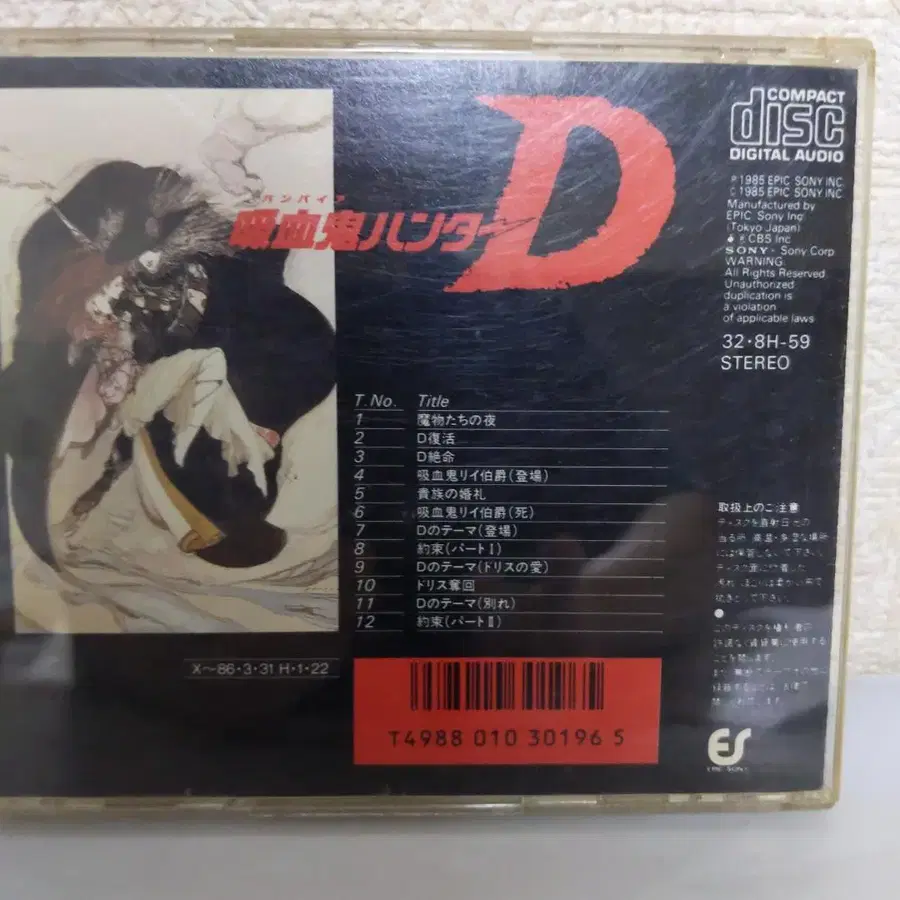 バンパイア
吸血鬼ハンター D
COMPACT
disc
DIGITAL AUDIO
℗ 1985 EPIC SONY INC
© 1985 EPIC SONY INC
Manufactured by
EPIC Sony Inc
(Tokyo Japan)
CBS Inc
SONY Sony Corp
WARNING:
All Rights Reserved
Unauthorized
duplication is
a violation
of applicable laws
32・8H-59
STEREO
T.No. Title
1 魔物たちの夜
2 D復活
3 D絶命
4 吸血鬼リイ伯爵(登場)
5 貴族の婚礼
6 吸血鬼リイ伯爵(死)
7 Dのテーマ(登場)
8 約束(パートI)
9 Dのテーマ(ドリスの愛)
10 ドリス奪回
11 Dのテーマ(別れ)
12 約束(パートII)
X〜86・3・31 H・1・22
T4988 010 30196 5
取扱上のご注意
ES
EPIC SONY